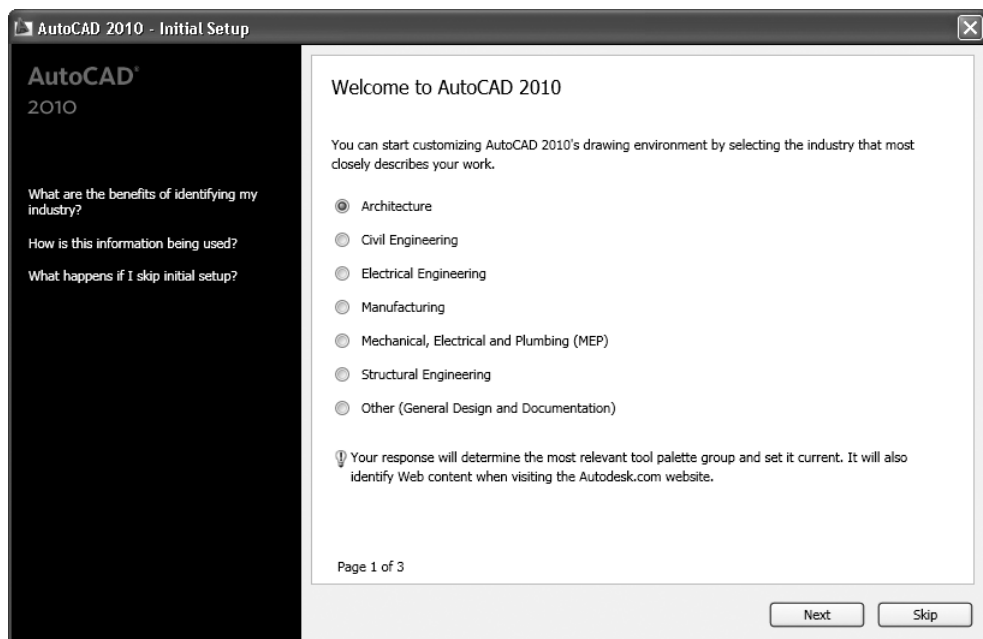 AutoCAD 2010 - Initial Setup
AutoCAD®
2010
What are the benefits of identifying my
industry?
How is this information being used?
What happens if I skip initial setup?
Welcome to AutoCAD 2010
You can start customizing AutoCAD 2010's drawing environment by selecting the industry that most
closely describes your work.
Architecture
Civil Engineering
Electrical Engineering
Manufacturing
Mechanical, Electrical and Plumbing (MEP)
Structural Engineering
Other (General Design and Documentation)
Your response will determine the most relevant tool palette group and set it current. It will also
identify Web content when visiting the Autodesk.com website.
Page 1 of 3
Next
Skip